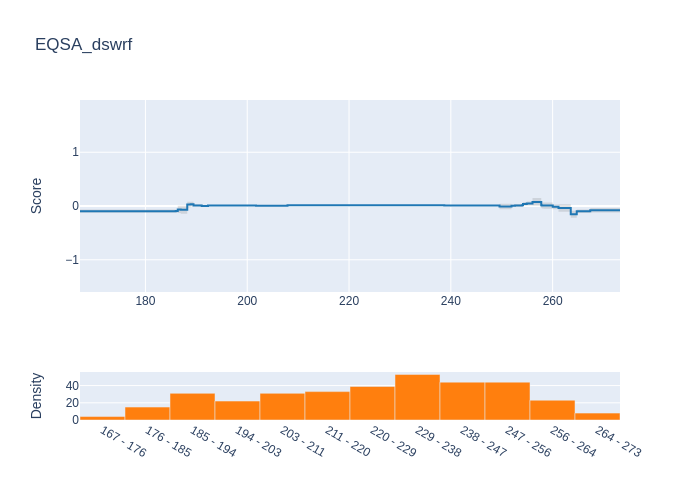 EQSA_dswrf
Score
1
0
−1
180 200 220 240 260
Density
40
20
0
167 - 176
176 - 185
185 - 194
194 - 203
203 - 211
211 - 220
220 - 229
229 - 238
238 - 247
247 - 256
256 - 264
264 - 273